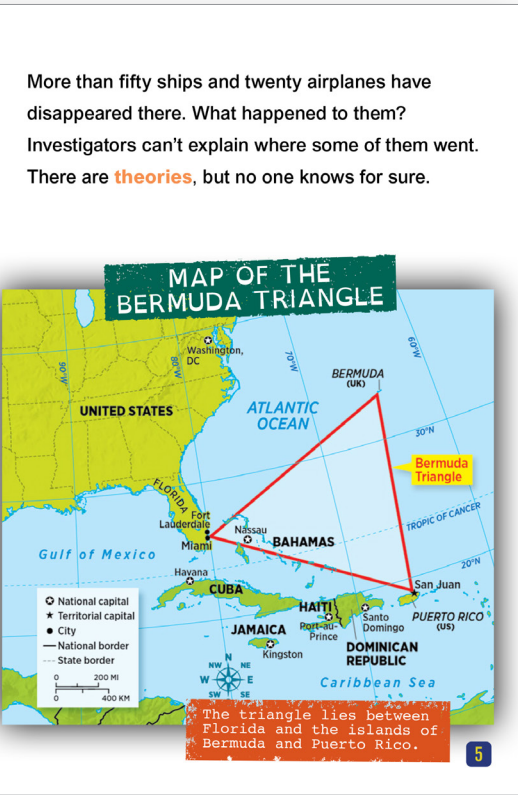 More than fifty ships and twenty airplanes have
disappeared there. What happened to them?
Investigators can't explain where some of them went.
There are theories, but no one knows for sure.
MAP OF THE
BERMUDA TRIANGLE
90°W
80°W
70°W
60°W
Washington,
DC
BERMUDA
(UK)
UNITED STATES
ATLANTIC
OCEAN
30°N
Bermuda
Triangle
FLORIDA
Fort
Lauderdale
Miami
Nassau
BAHAMAS
TROPIC OF CANCER
Gulf of Mexico
20°N
Havana
CUBA
San Juan
National capital
Territorial capital
City
National border
State border
0 200 MI
0 400 KM
HAITI
Port-au-
Prince
Santo
Domingo
PUERTO RICO
(US)
JAMAICA
Kingston
DOMINICAN
REPUBLIC
N
NW NE
W E
SW SE
Caribbean Sea
The triangle lies between
Florida and the islands of
Bermuda and Puerto Rico.
5